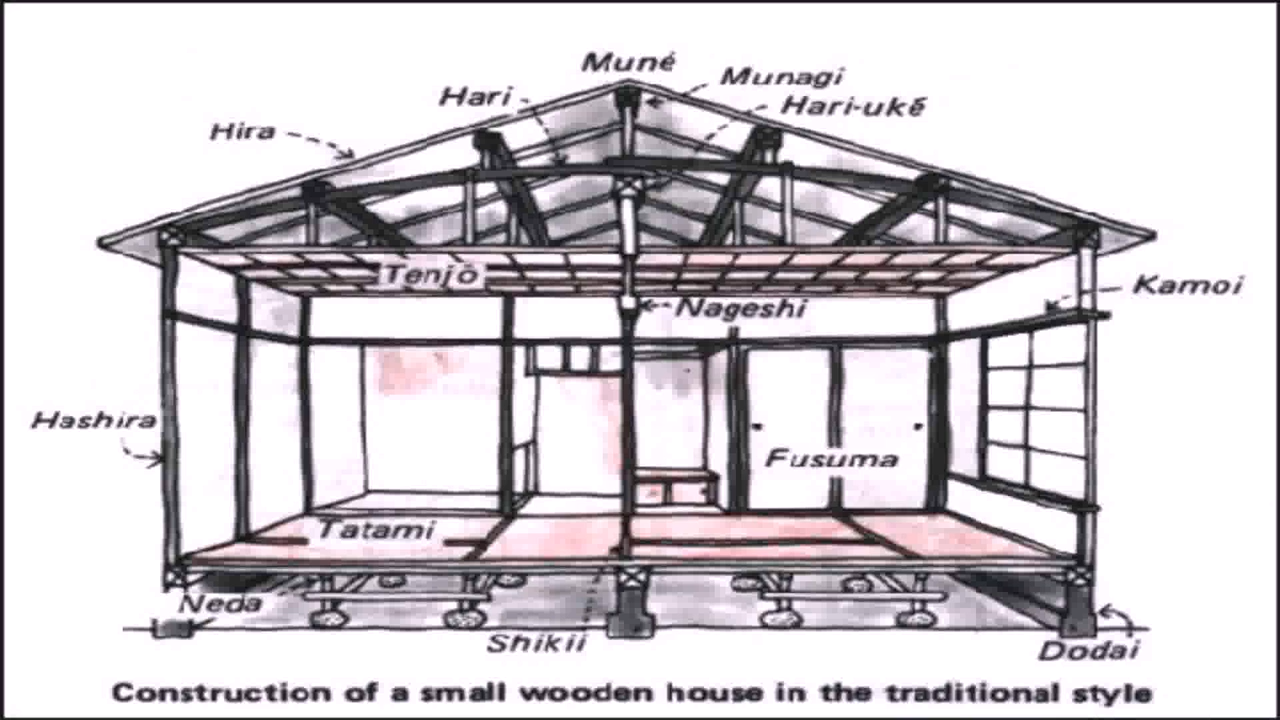 Muné
Munagi
Hari
Hari-uké
Hira
Tenjō
Kamoi
Nageshi
Hashira
Fusuma
Tatami
Neda
Shikii
Dodai
Construction of a small wooden house in the traditional style